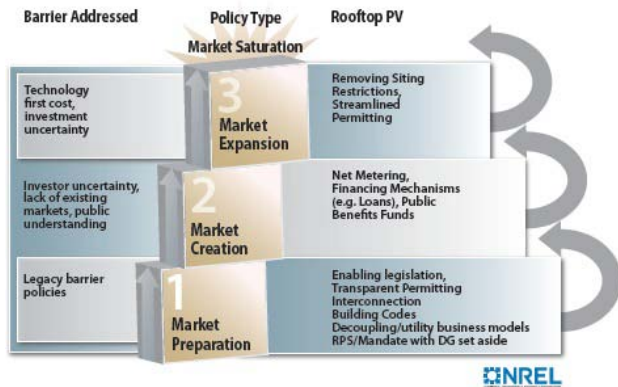 Barrier Addressed
Policy Type
Rooftop PV
Market Saturation
Technology
first cost,
investment
uncertainty
3
Market
Expansion
Removing Siting
Restrictions,
Streamlined
Permitting
Investor uncertainty,
lack of existing
markets, public
understanding
2
Market
Creation
Net Metering,
Financing Mechanisms
(e.g. Loans), Public
Benefits Funds
Legacy barrier
policies
1
Market
Preparation
Enabling legislation,
Transparent Permitting
Interconnection
Building Codes
Decoupling/utility business models
RPS/Mandate with DG set aside
NREL